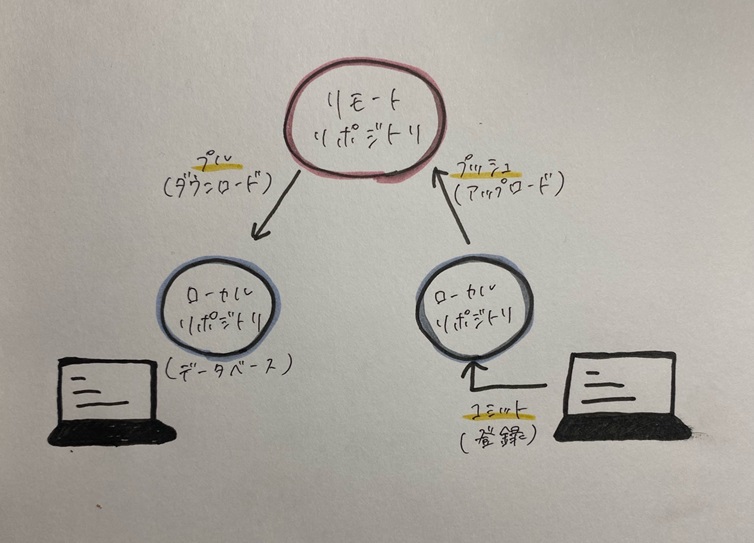 リモート
リポジトリ
プル
(ダウンロード)
プッシュ
(アップロード)
ローカル
リポジトリ
(データベース)
ローカル
リポジトリ
コミット
(登録)